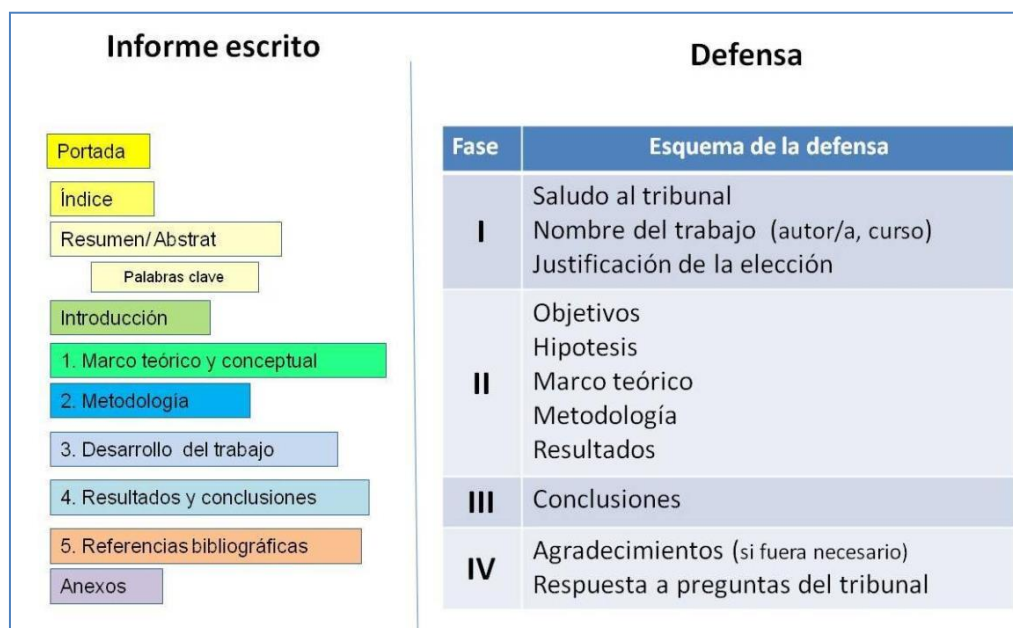 Informe escrito
Portada
Índice
Resumen/ Abstrat
Palabras clave
Introducción
1. Marco teórico y conceptual
2. Metodología
3. Desarrollo del trabajo
4. Resultados y conclusiones
5. Referencias bibliográficas
Anexos
Defensa
Fase Esquema de la defensa
I
Saludo al tribunal
Nombre del trabajo (autor/a, curso)
Justificación de la elección
II
Objetivos
Hipotesis
Marco teórico
Metodología
Resultados
III
Conclusiones
IV
Agradecimientos (si fuera necesario)
Respuesta a preguntas del tribunal